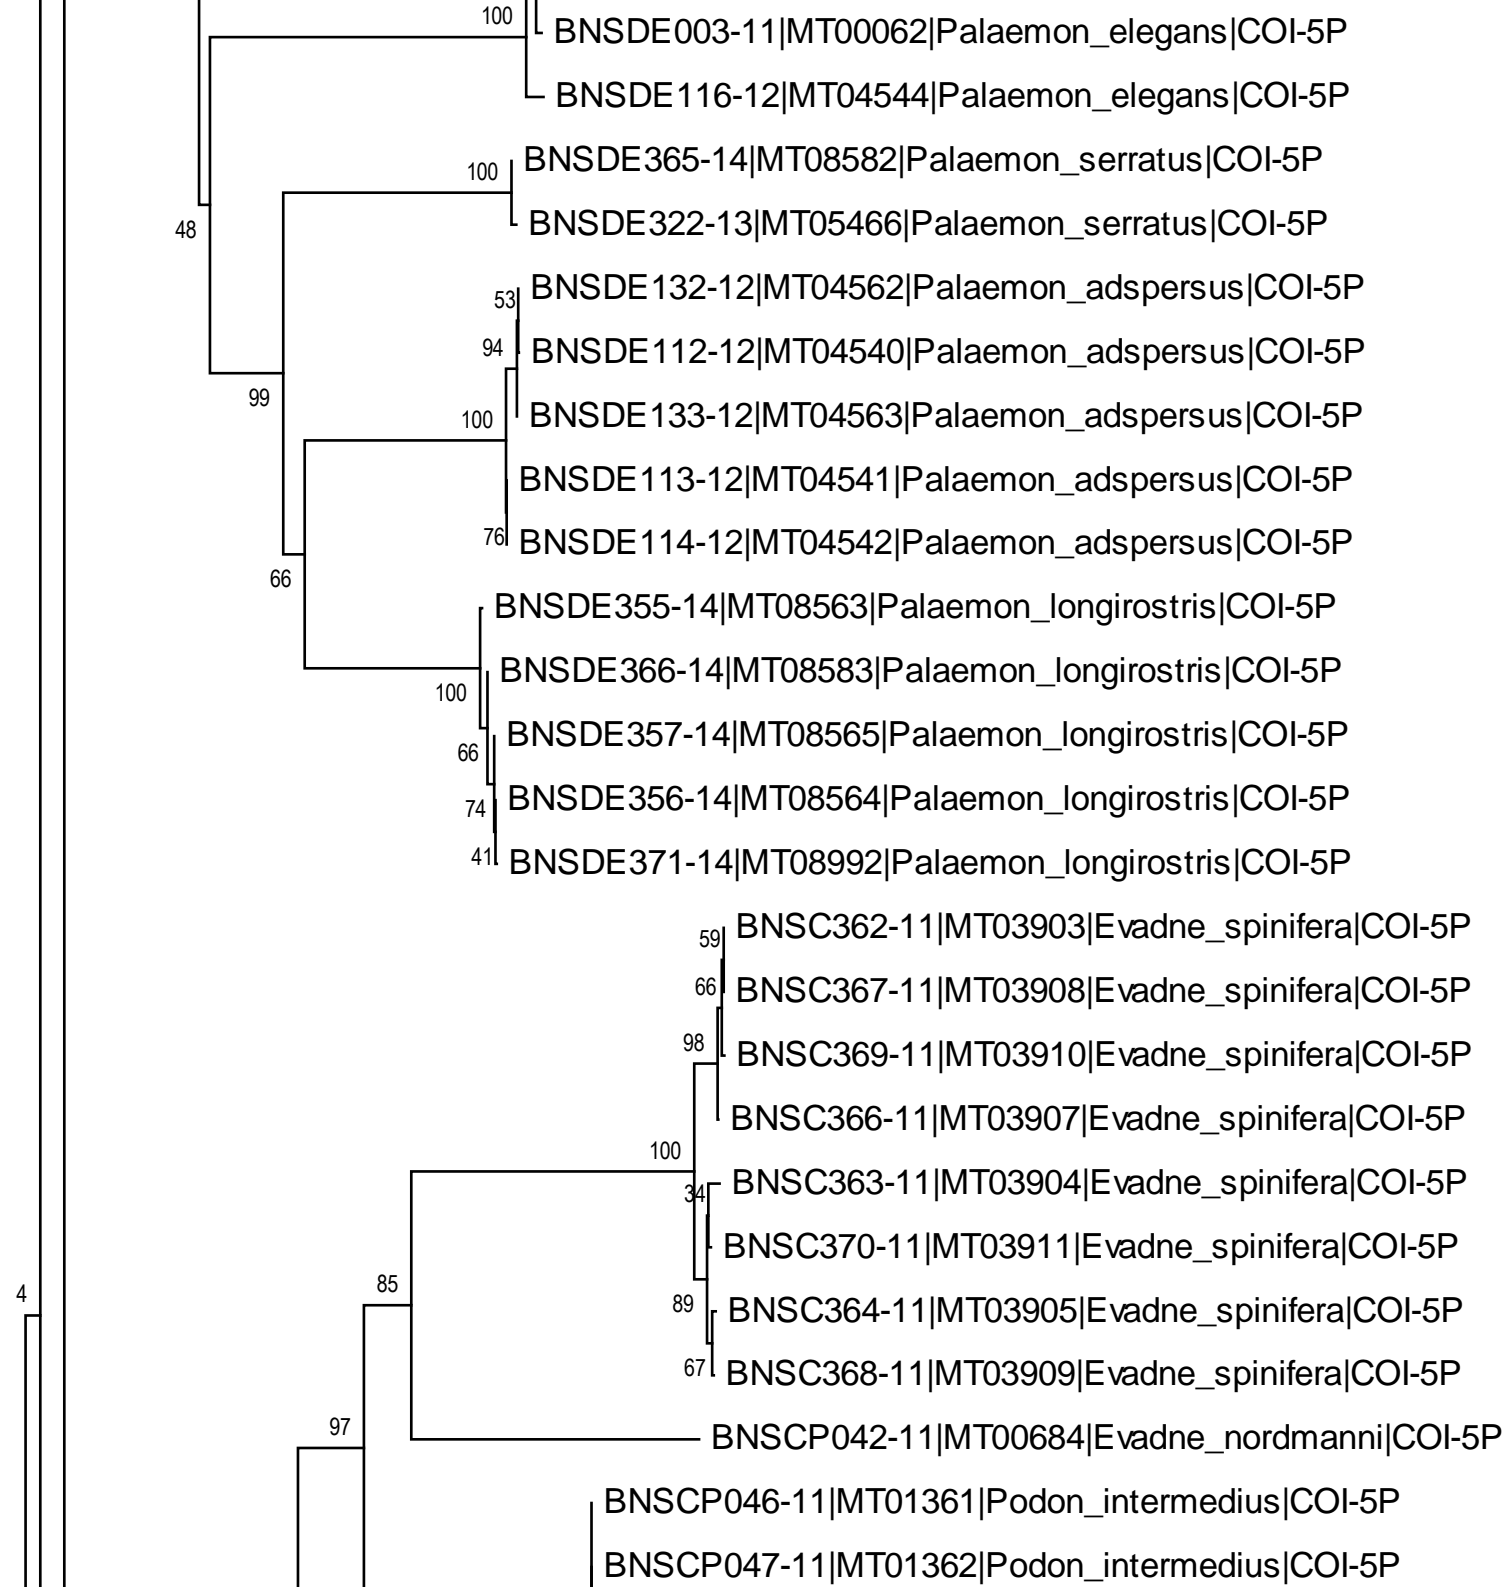 100
BNSDE003-11|MT00062|Palaemon_elegans|COI-5P
BNSDE116-12|MT04544|Palaemon_elegans|COI-5P
BNSDE365-14|MT08582|Palaemon_serratus|COI-5P
100
BNSDE322-13|MT05466|Palaemon_serratus|COI-5P
48
BNSDE132-12|MT04562|Palaemon_adspersus|COI-5P
53
94
BNSDE112-12|MT04540|Palaemon_adspersus|COI-5P
99
BNSDE133-12|MT04563|Palaemon_adspersus|COI-5P
100
BNSDE113-12|MT04541|Palaemon_adspersus|COI-5P
76
BNSDE114-12|MT04542|Palaemon_adspersus|COI-5P
66
BNSDE355-14|MT08563|Palaemon_longirostris|COI-5P
BNSDE366-14|MT08583|Palaemon_longirostris|COI-5P
100
BNSDE357-14|MT08565|Palaemon_longirostris|COI-5P
66
BNSDE356-14|MT08564|Palaemon_longirostris|COI-5P
74
41
BNSDE371-14|MT08992|Palaemon_longirostris|COI-5P
BNSC362-11|MT03903|Evadne_spinifera|COI-5P
59
66
BNSC367-11|MT03908|Evadne_spinifera|COI-5P
98
BNSC369-11|MT03910|Evadne_spinifera|COI-5P
BNSC366-11|MT03907|Evadne_spinifera|COI-5P
100
BNSC363-11|MT03904|Evadne_spinifera|COI-5P
34
BNSC370-11|MT03911|Evadne_spinifera|COI-5P
4
85
89
BNSC364-11|MT03905|Evadne_spinifera|COI-5P
67
BNSC368-11|MT03909|Evadne_spinifera|COI-5P
97
BNSCP042-11|MT00684|Evadne_nordmanni|COI-5P
BNSCP046-11|MT01361|Podon_intermedius|COI-5P
BNSCP047-11|MT01362|Podon_intermedius|COI-5P